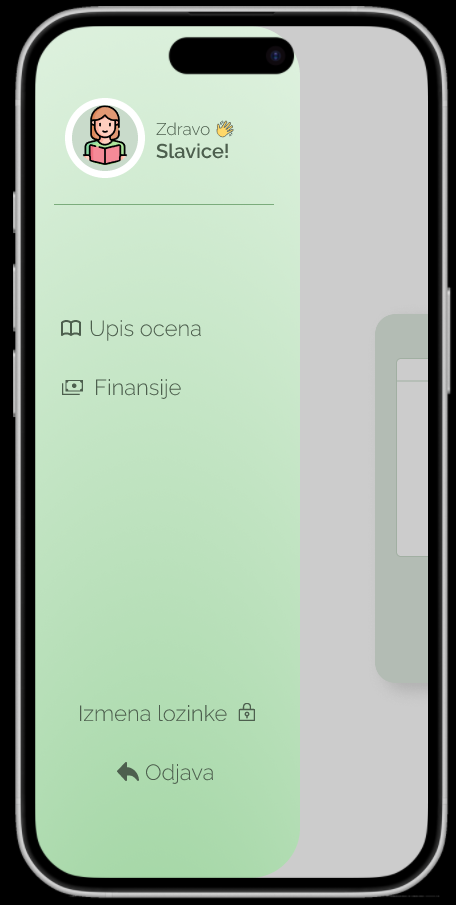 Zdravo 👋
Slavice!
Upis ocena
Finansije
Izmena lozinke
Odjava